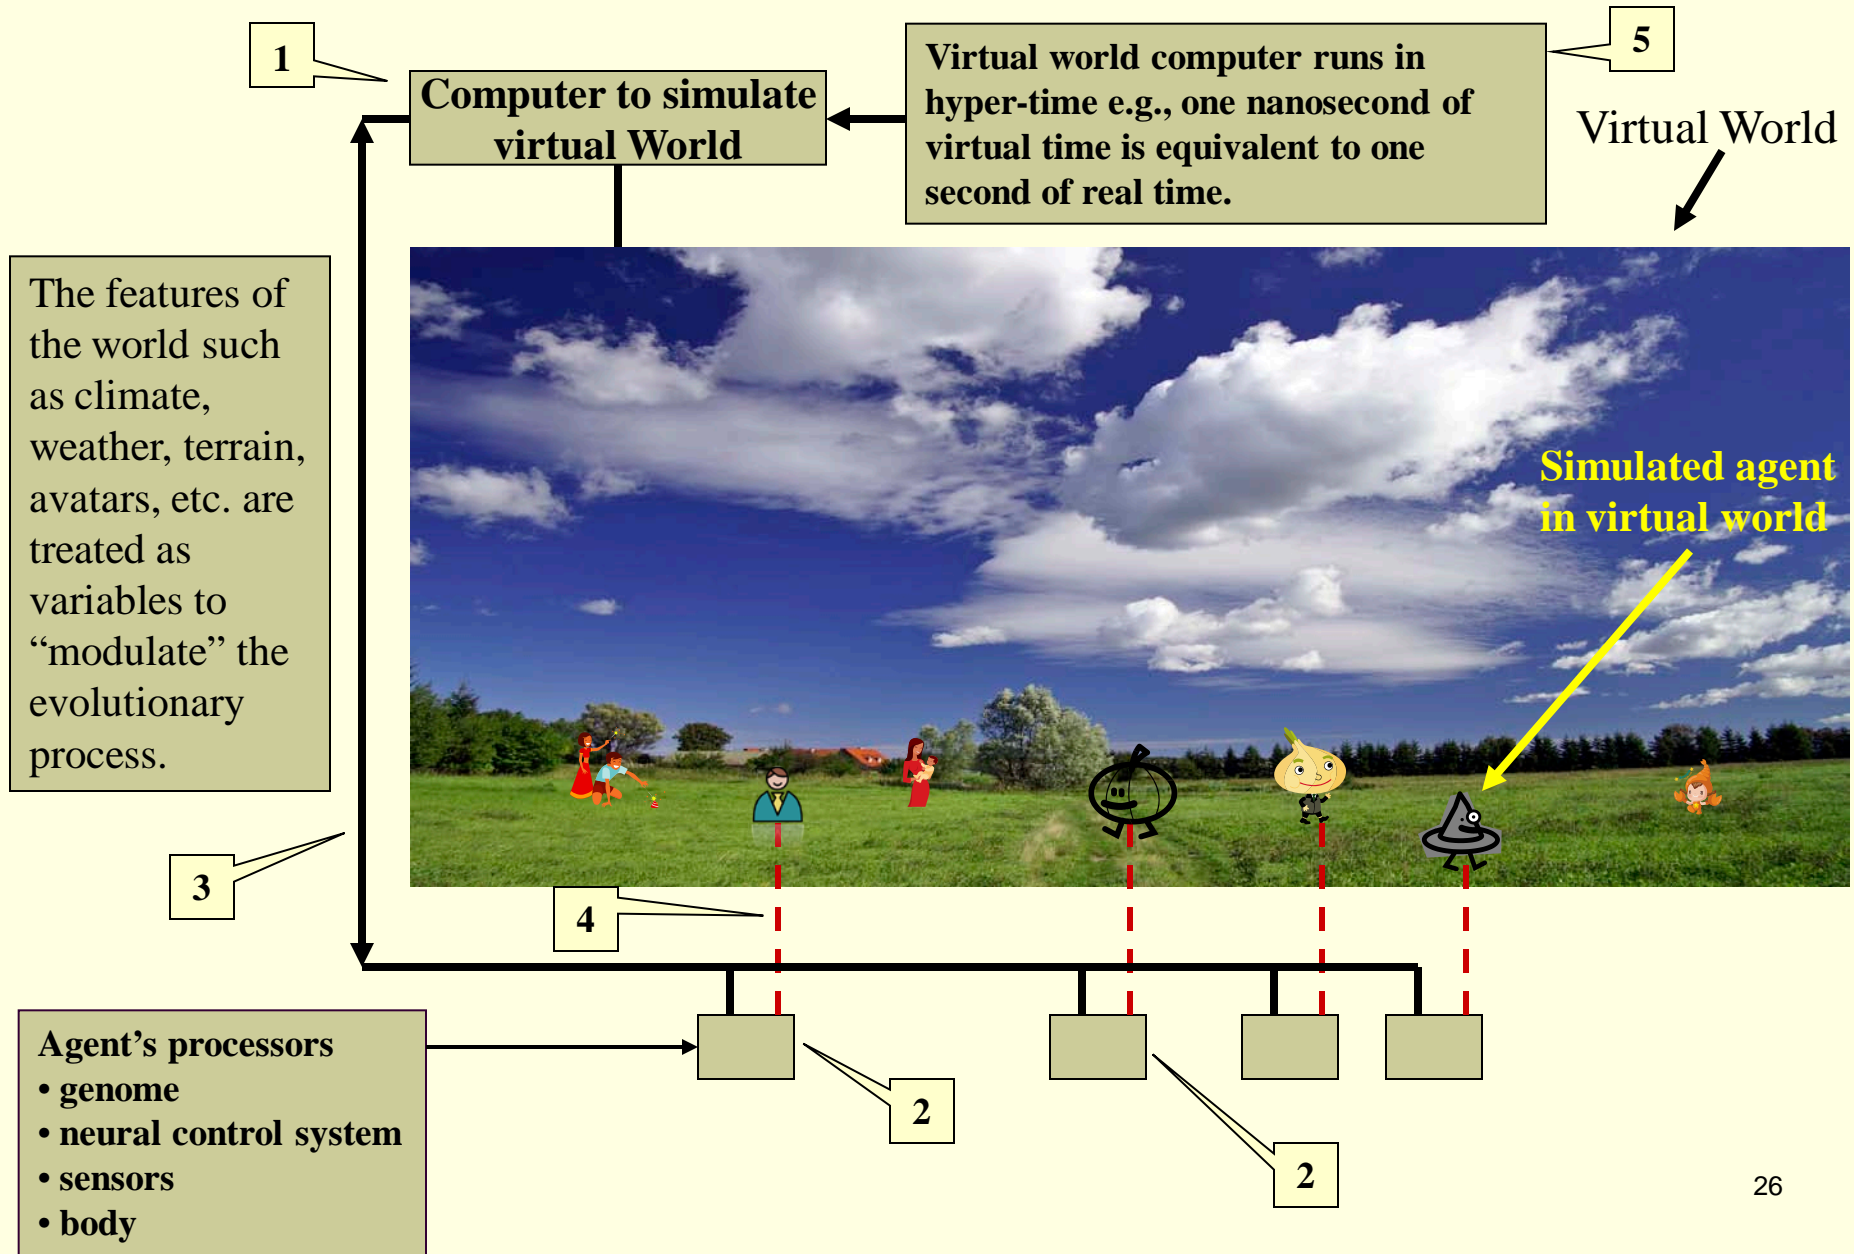 1
Computer to simulate
virtual World
Virtual world computer runs in
hyper-time e.g., one nanosecond of
virtual time is equivalent to one
second of real time.
5
Virtual World
The features of
the world such
as climate,
weather, terrain,
avatars, etc. are
treated as
variables to
“modulate” the
evolutionary
process.
Simulated agent
in virtual world
3
4
Agent’s processors
• genome
• neural control system
• sensors
• body
2
2
26